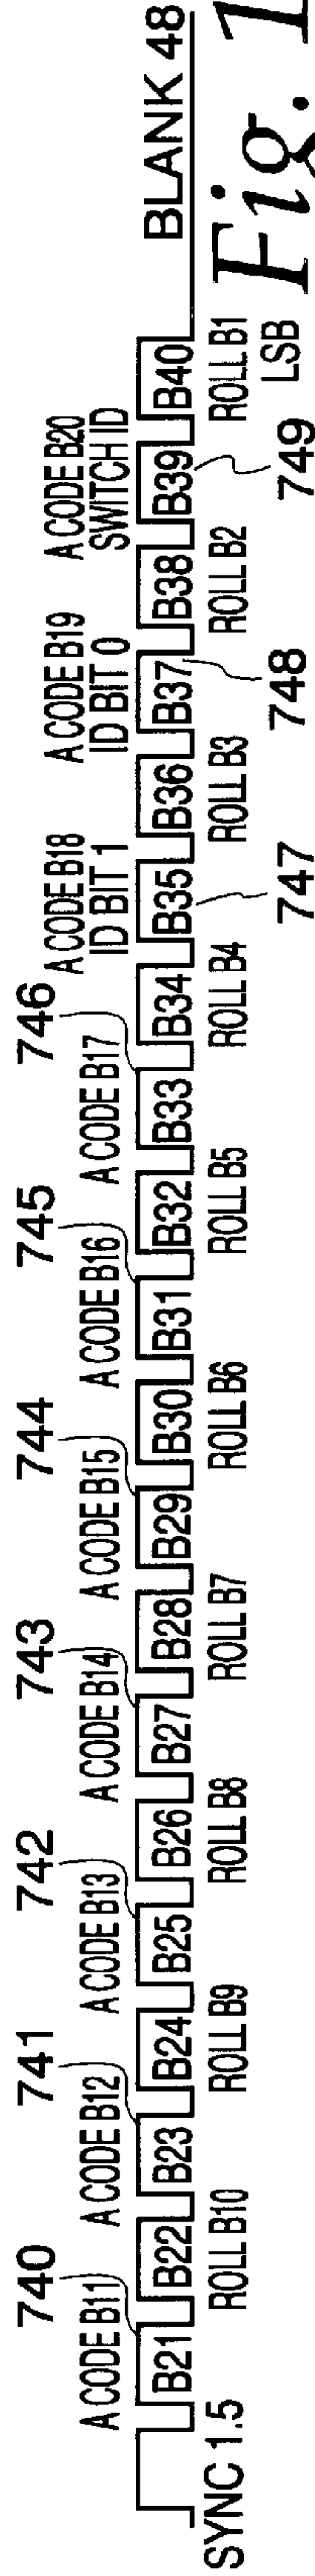 740 741 742 743 744 745 746
A CODE B11 A CODE B12 A CODE B13 A CODE B14 A CODE B15 A CODE B16 A CODE B17 A CODE B18 A CODE B19 A CODE B20
ID BIT 1 ID BIT 0 SWITCH ID
BLANK 48
B21 B22 B23 B24 B25 B26 B27 B28 B29 B30 B31 B32 B33 B34 B35 B36 B37 B38 B39 B40
SYNC 1.5 ROLL B10 ROLL B9 ROLL B8 ROLL B7 ROLL B6 ROLL B5 ROLL B4 ROLL B3 ROLL B2 ROLL B1
LSB
747 748 749
Fig. 1